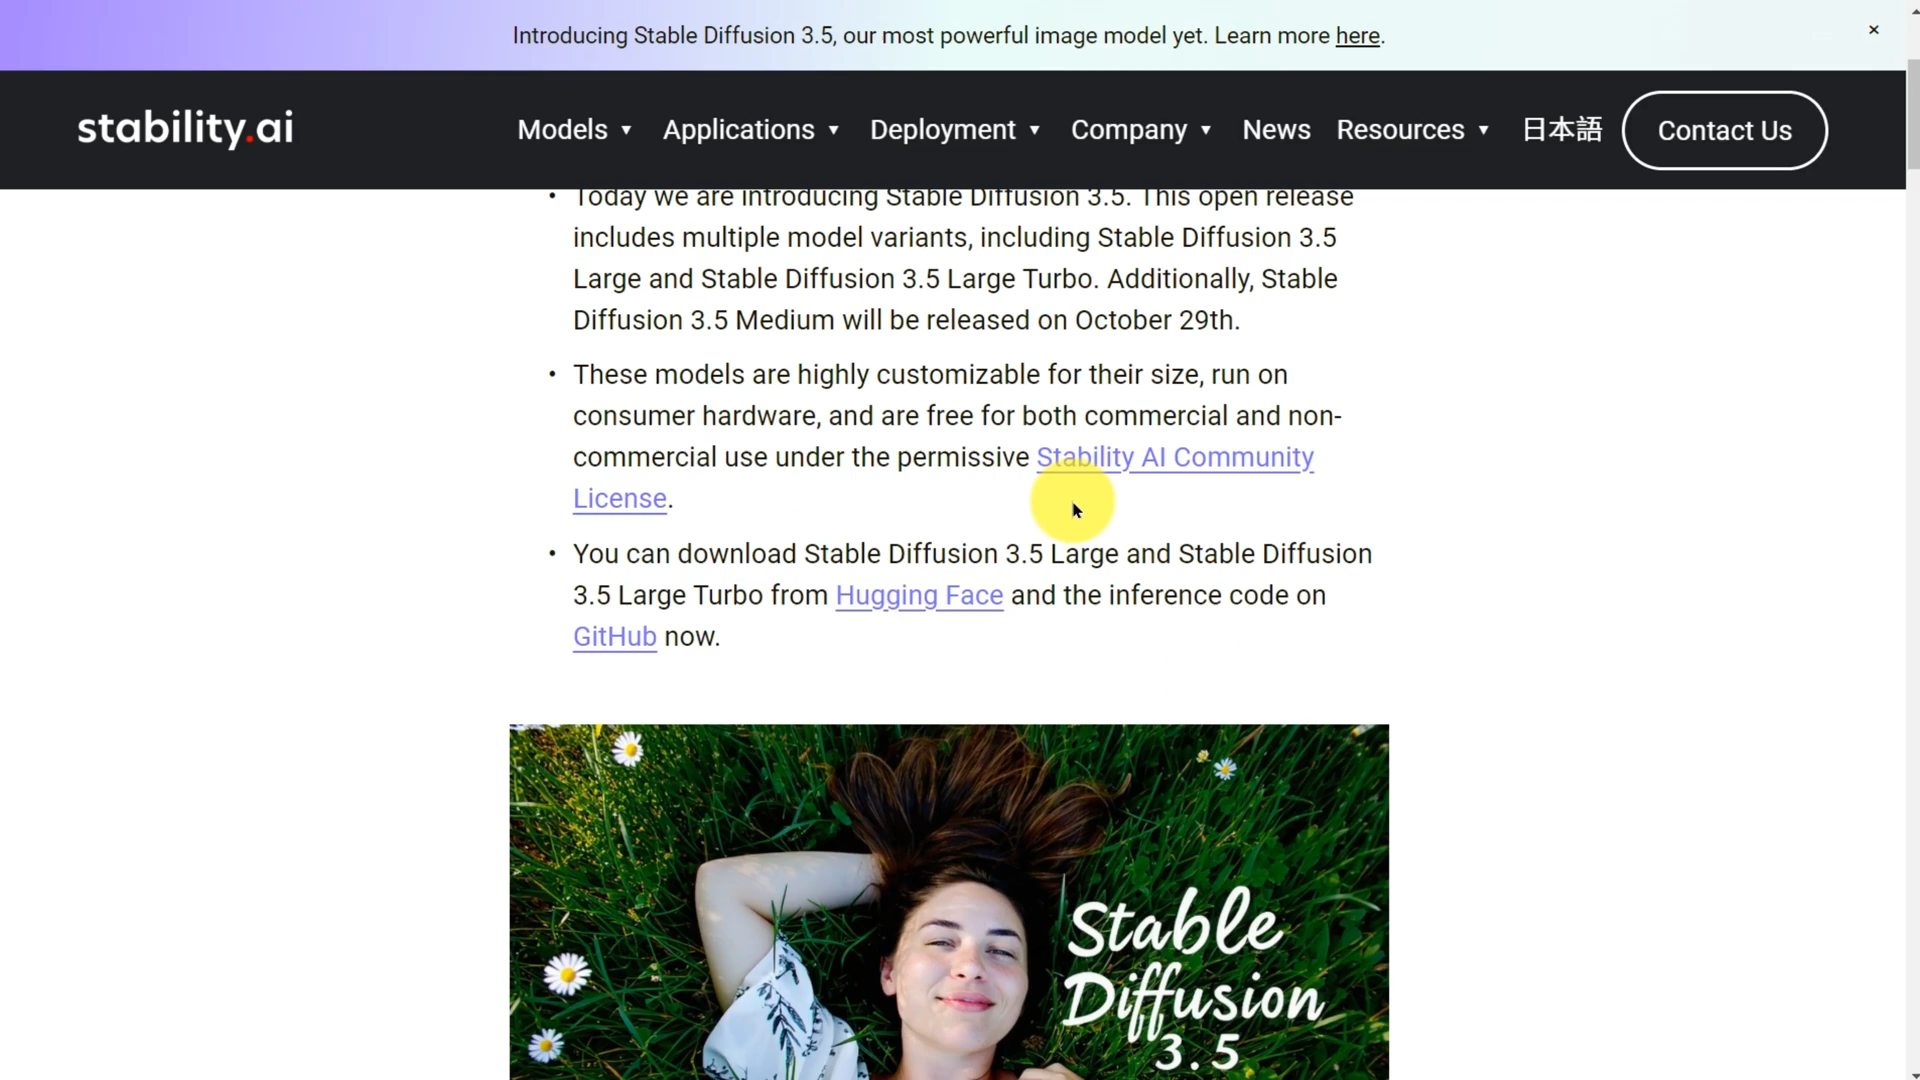 Introducing Stable Diffusion 3.5, our most powerful image model yet. Learn more here.
×
stability.ai
Models ▼ Applications ▼ Deployment ▼ Company ▼ News Resources ▼ 日本語 Contact Us
• Today we are introducing Stable Diffusion 3.5. This open release
includes multiple model variants, including Stable Diffusion 3.5
Large and Stable Diffusion 3.5 Large Turbo. Additionally, Stable
Diffusion 3.5 Medium will be released on October 29th.
• These models are highly customizable for their size, run on
consumer hardware, and are free for both commercial and non-
commercial use under the permissive Stability AI Community
License.
• You can download Stable Diffusion 3.5 Large and Stable Diffusion
3.5 Large Turbo from Hugging Face and the inference code on
GitHub now.
Stable
Diffusion
3.5